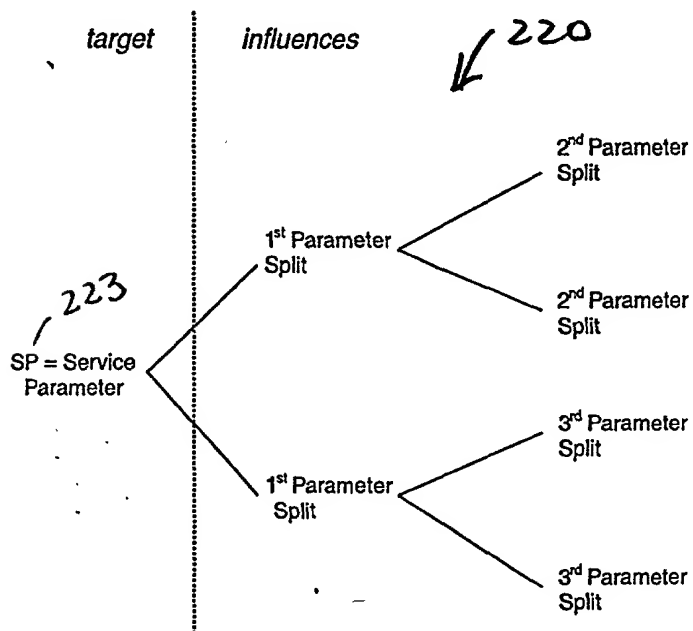 target influences 220
2nd Parameter
Split
1st Parameter
Split
2nd Parameter
Split
223
SP = Service
Parameter
3rd Parameter
Split
1st Parameter
Split
3rd Parameter
Split